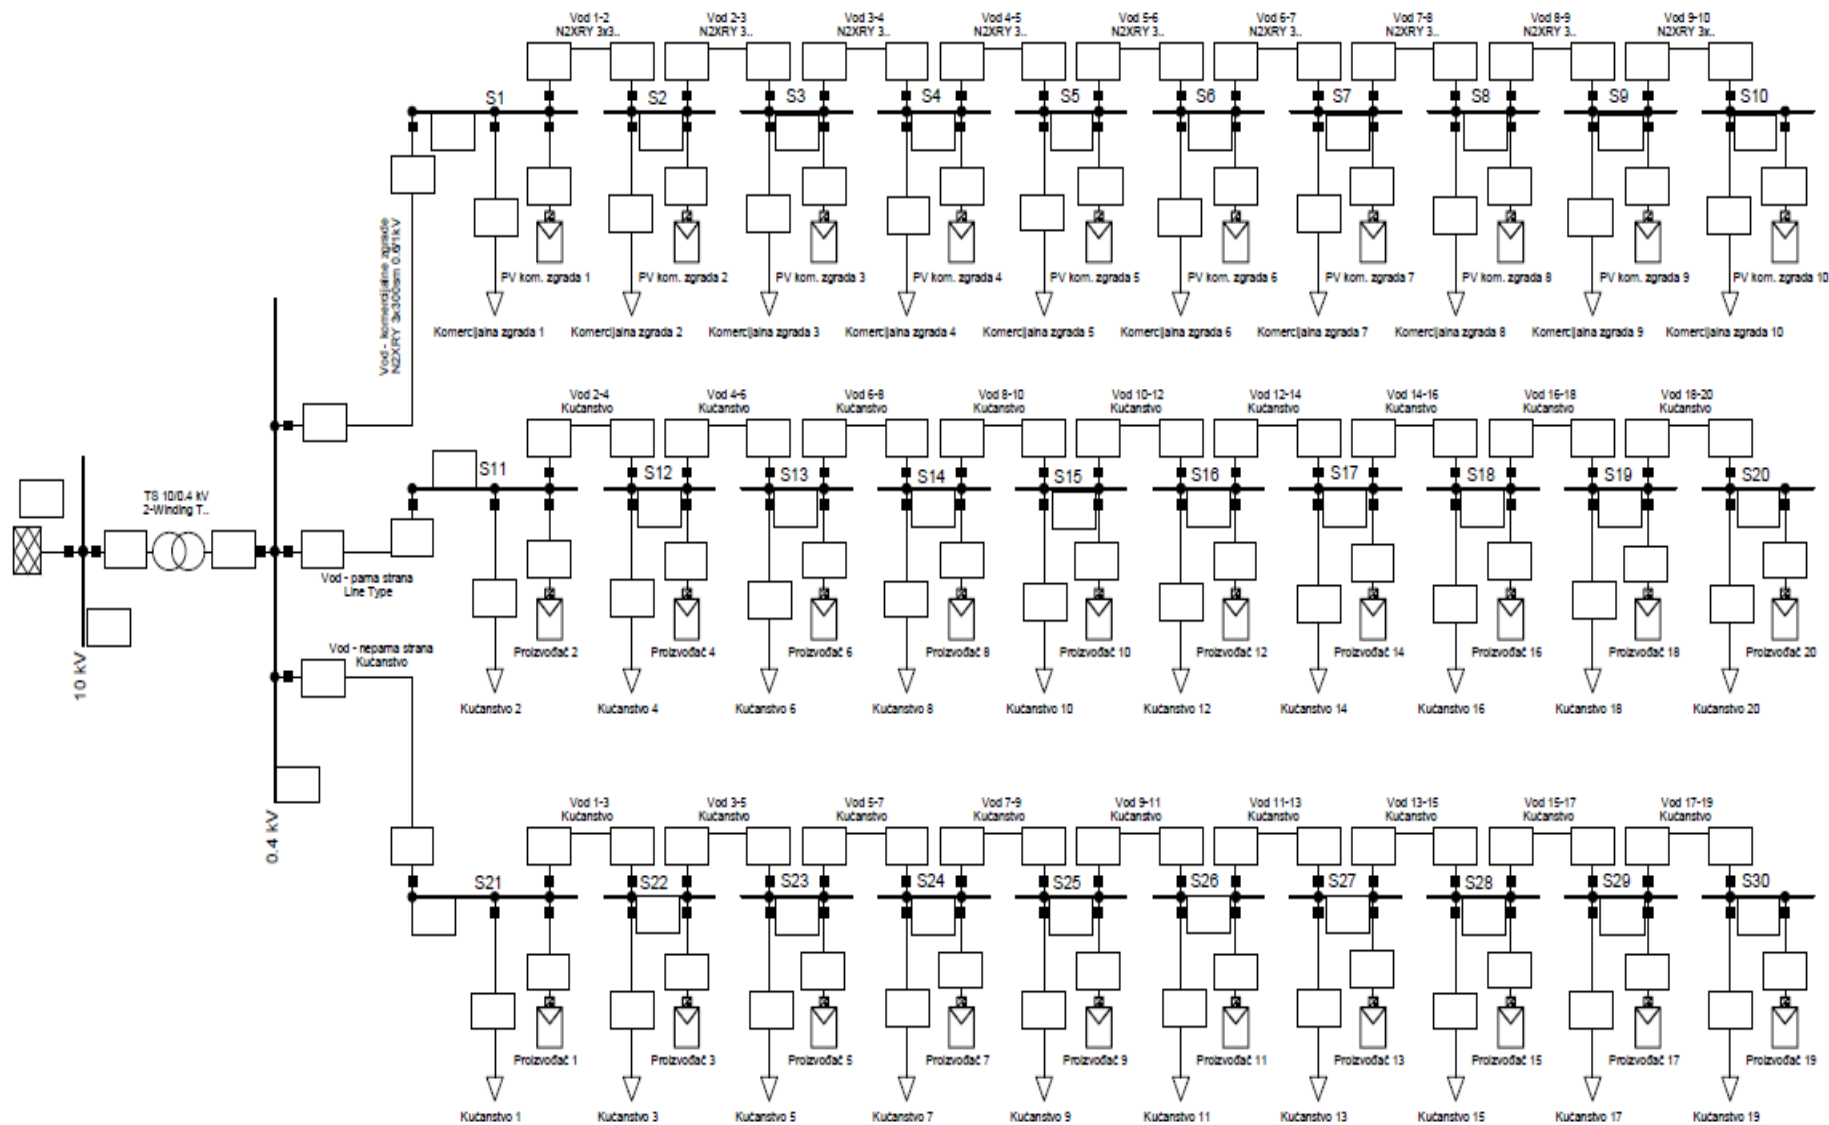 Vod 1-2
N2XRY 3x3..
Vod 2-3
N2XRY 3..
Vod 3-4
N2XRY 3..
Vod 4-5
N2XRY 3..
Vod 5-6
N2XRY 3..
Vod 6-7
N2XRY 3..
Vod 7-8
N2XRY 3..
Vod 8-9
N2XRY 3..
Vod 9-10
N2XRY 3x..
S1
S2
S3
S4
S5
S6
S7
S8
S9
S10
PV kom. zgrada 1
PV kom. zgrada 2
PV kom. zgrada 3
PV kom. zgrada 4
PV kom. zgrada 5
PV kom. zgrada 6
PV kom. zgrada 7
PV kom. zgrada 8
PV kom. zgrada 9
PV kom. zgrada 10
Komercijalna zgrada 1
Komercijalna zgrada 2
Komercijalna zgrada 3
Komercijalna zgrada 4
Komercijalna zgrada 5
Komercijalna zgrada 6
Komercijalna zgrada 7
Komercijalna zgrada 8
Komercijalna zgrada 9
Komercijalna zgrada 10
Vod - komercijalne zgrade
N2XRY 3x300sm 0.6/1kV
Vod 2-4
Kućanstvo
Vod 4-6
Kućanstvo
Vod 6-8
Kućanstvo
Vod 8-10
Kućanstvo
Vod 10-12
Kućanstvo
Vod 12-14
Kućanstvo
Vod 14-16
Kućanstvo
Vod 16-18
Kućanstvo
Vod 18-20
Kućanstvo
S11
S12
S13
S14
S15
S16
S17
S18
S19
S20
TS 10/0.4 kV
2-Winding T..
Vod - parna strana
Line Type
Proizvođač 2
Proizvođač 4
Proizvođač 6
Proizvođač 8
Proizvođač 10
Proizvođač 12
Proizvođač 14
Proizvođač 16
Proizvođač 18
Proizvođač 20
Kućanstvo 2
Kućanstvo 4
Kućanstvo 6
Kućanstvo 8
Kućanstvo 10
Kućanstvo 12
Kućanstvo 14
Kućanstvo 16
Kućanstvo 18
Kućanstvo 20
10 kV
Vod - neparna strana
Kućanstvo
0.4 kV
Vod 1-3
Kućanstvo
Vod 3-5
Kućanstvo
Vod 5-7
Kućanstvo
Vod 7-9
Kućanstvo
Vod 9-11
Kućanstvo
Vod 11-13
Kućanstvo
Vod 13-15
Kućanstvo
Vod 15-17
Kućanstvo
Vod 17-19
Kućanstvo
S21
S22
S23
S24
S25
S26
S27
S28
S29
S30
Proizvođač 1
Proizvođač 3
Proizvođač 5
Proizvođač 7
Proizvođač 9
Proizvođač 11
Proizvođač 13
Proizvođač 15
Proizvođač 17
Proizvođač 19
Kućanstvo 1
Kućanstvo 3
Kućanstvo 5
Kućanstvo 7
Kućanstvo 9
Kućanstvo 11
Kućanstvo 13
Kućanstvo 15
Kućanstvo 17
Kućanstvo 19